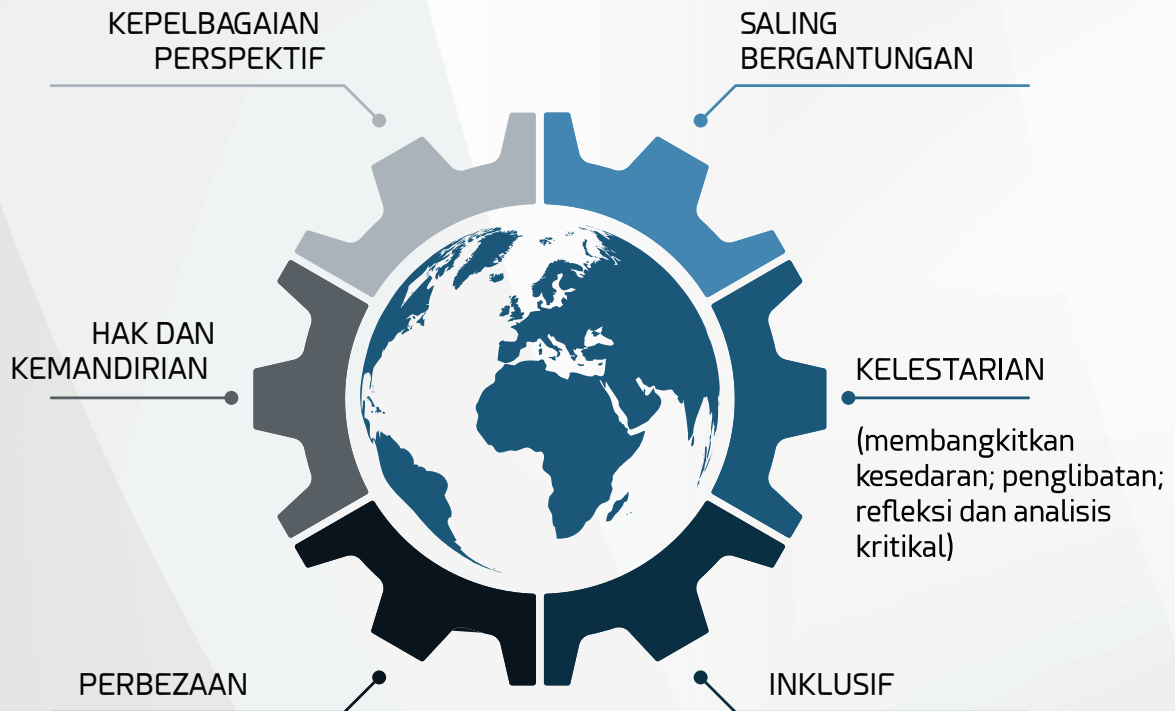 KEPELBAGAIAN
PERSPEKTIF
SALING
BERGANTUNGAN
HAK DAN
KEMANDIRIAN
KELESTARIAN
(membangkitkan
kesedaran; penglibatan;
refleksi dan analisis
kritikal)
PERBEZAAN
INKLUSIF